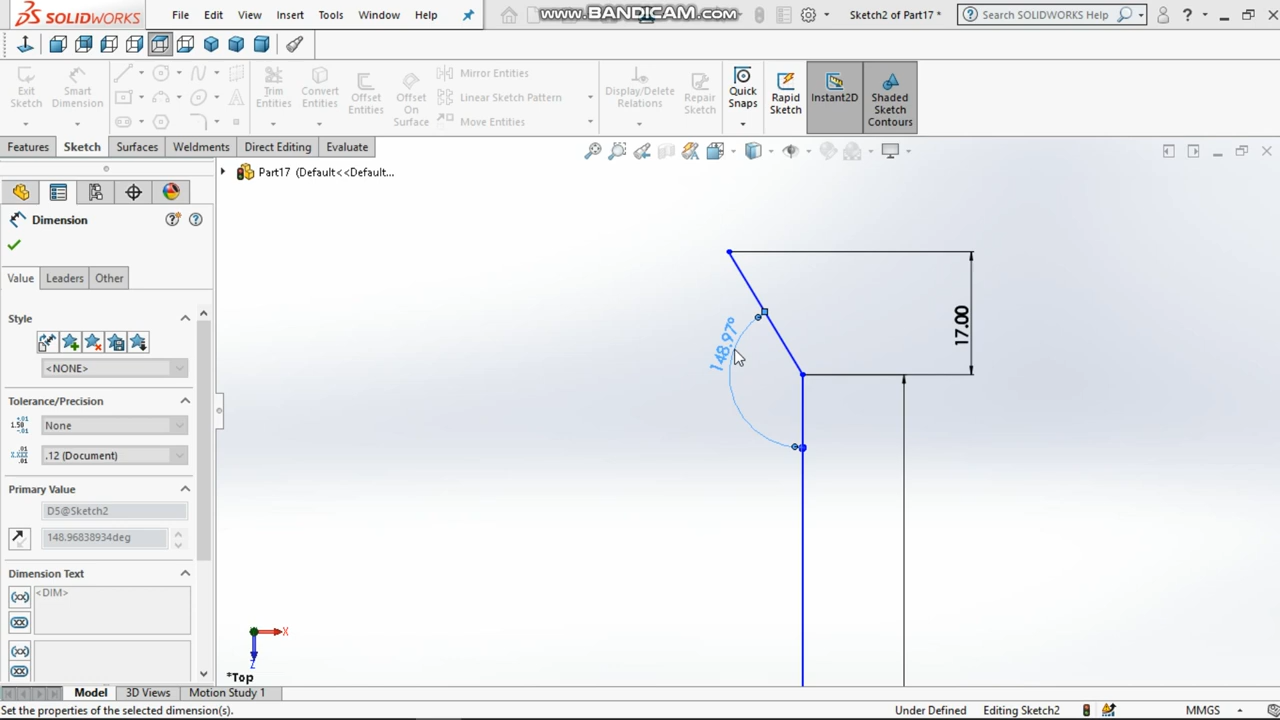 SOLIDWORKS File Edit View Insert Tools Window Help www.BANDICAM.com Sketch2 of Part17 * Search SOLIDWORKS Help ?
Exit Sketch
Smart Dimension
Trim Entities
Convert Entities
Offset Entities
Offset On Surface
Mirror Entities
Linear Sketch Pattern
Move Entities
Display/Delete Relations
Repair Sketch
Quick Snaps
Rapid Sketch
Instant2D
Shaded Sketch Contours
Features Sketch Surfaces Weldments Direct Editing Evaluate
Part17 (Default<<Default...
Dimension
Value Leaders Other
Style
<NONE>
Tolerance/Precision
None
.12 (Document)
Primary Value
D5@Sketch2
148.96838934deg
Dimension Text
<DIM>
148.97°
17.00
X
Z
*Top
Model 3D Views Motion Study 1
Set the properties of the selected dimension(s). Under Defined Editing Sketch2 MMGS